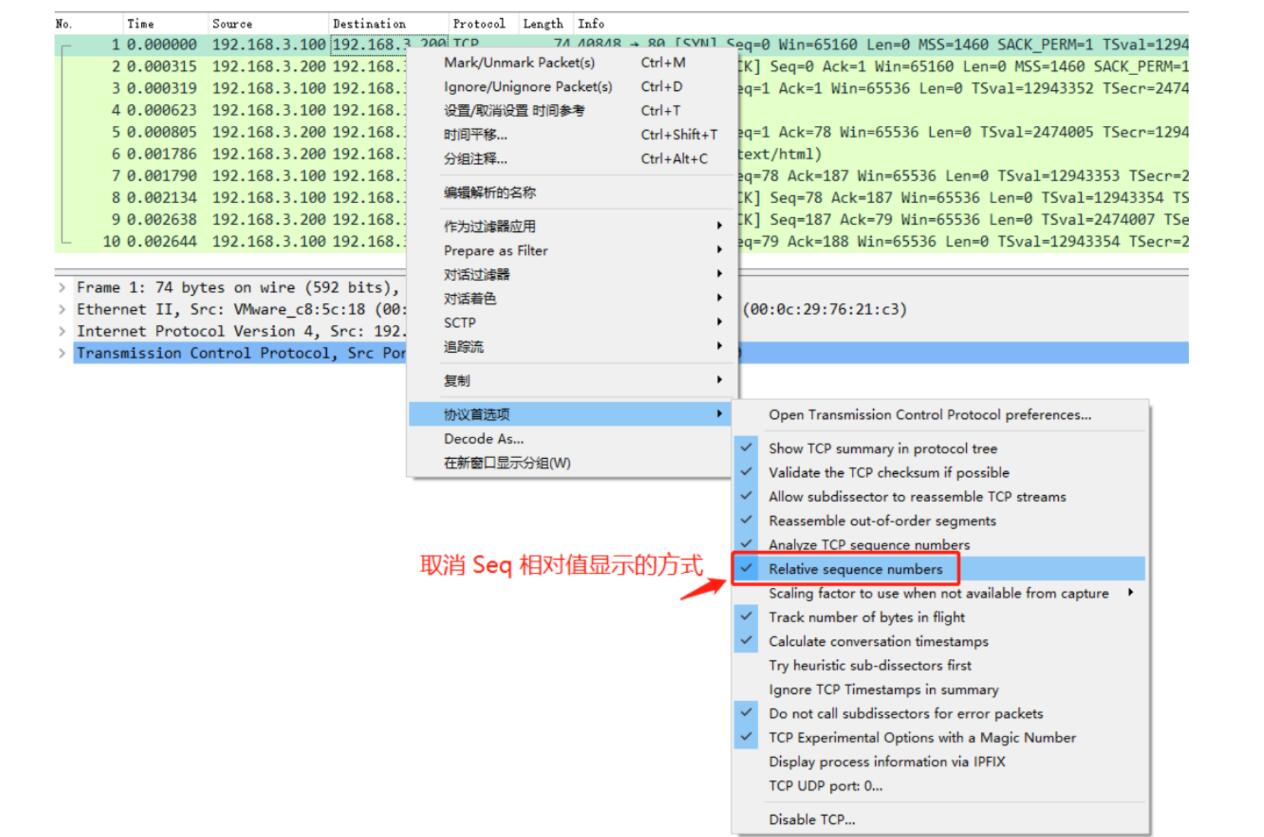 No. Time Source Destination Protocol Length Info
1 0.000000 192.168.3.100 192.168.3.200 TCP 74 40848 → 80 [SYN] Seq=0 Win=65160 Len=0 MSS=1460 SACK_PERM=1 TSval=1294
2 0.000315 192.168.3.200 192.168. CK] Seq=0 Ack=1 Win=65160 Len=0 MSS=1460 SACK_PERM=1
3 0.000319 192.168.3.100 192.168. eq=1 Ack=1 Win=65536 Len=0 TSval=12943352 TSecr=2474
4 0.000623 192.168.3.100 192.168.
5 0.000805 192.168.3.200 192.168. eq=1 Ack=78 Win=65536 Len=0 TSval=2474005 TSecr=1294
6 0.001786 192.168.3.200 192.168. text/html)
7 0.001790 192.168.3.100 192.168. eq=78 Ack=187 Win=65536 Len=0 TSval=12943353 TSecr=2
8 0.002134 192.168.3.100 192.168. CK] Seq=78 Ack=187 Win=65536 Len=0 TSval=12943354 TS
9 0.002638 192.168.3.200 192.168. CK] Seq=187 Ack=79 Win=65536 Len=0 TSval=2474007 TSe
10 0.002644 192.168.3.100 192.168. eq=79 Ack=188 Win=65536 Len=0 TSval=12943354 TSecr=2
Frame 1: 74 bytes on wire (592 bits),
Ethernet II, Src: VMware_c8:5c:18 (00: (00:0c:29:76:21:c3)
Internet Protocol Version 4, Src: 192.
Transmission Control Protocol, Src Por
Mark/Unmark Packet(s) Ctrl+M
Ignore/Unignore Packet(s) Ctrl+D
设置/取消设置 时间参考 Ctrl+T
时间平移... Ctrl+Shift+T
分组注释... Ctrl+Alt+C
编辑解析的名称
作为过滤器应用
Prepare as Filter
对话过滤器
对话着色
SCTP
追踪流
复制
协议首选项
Decode As...
在新窗口显示分组(W)
Open Transmission Control Protocol preferences...
Show TCP summary in protocol tree
Validate the TCP checksum if possible
Allow subdissector to reassemble TCP streams
Reassemble out-of-order segments
Analyze TCP sequence numbers
取消 Seq 相对值显示的方式
Relative sequence numbers
Scaling factor to use when not available from capture
Track number of bytes in flight
Calculate conversation timestamps
Try heuristic sub-dissectors first
Ignore TCP Timestamps in summary
Do not call subdissectors for error packets
TCP Experimental Options with a Magic Number
Display process information via IPFIX
TCP UDP port: 0...
Disable TCP...